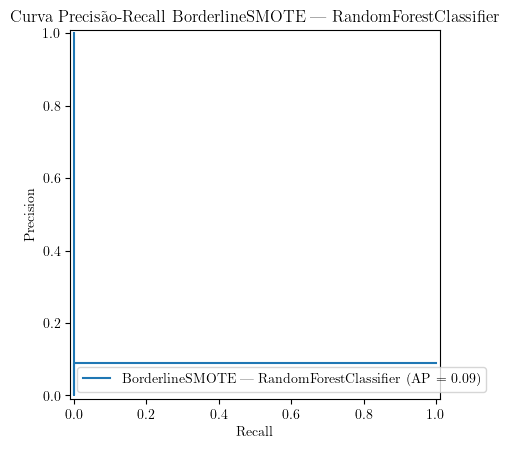 Curva Precisão-Recall BorderlineSMOTE — RandomForestClassifier
1.0
0.8
0.6
0.4
0.2
0.0
Precision
BorderlineSMOTE — RandomForestClassifier (AP = 0.09)
0.0 0.2 0.4 0.6 0.8 1.0
Recall